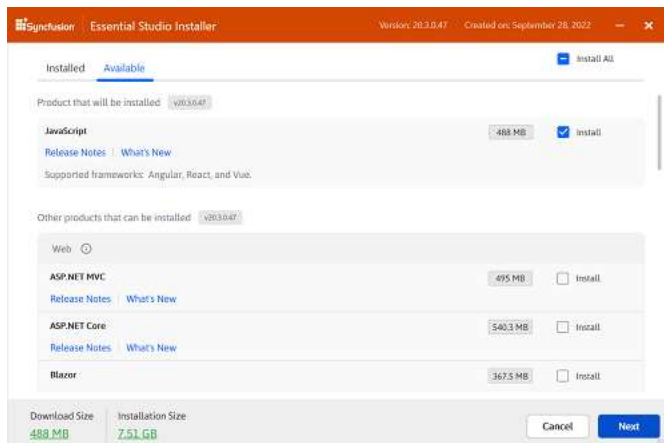 Syncfusion Essential Studio Installer Version: 20.3.0.47 Created on: September 28, 2022
Installed Available Install All
Product that will be installed v20.3.0.47
JavaScript 488 MB Install
Release Notes What's New
Supported frameworks: Angular, React, and Vue.
Other products that can be installed v20.3.0.47
Web
ASP.NET MVC 495 MB Install
Release Notes What's New
ASP.NET Core 540.3 MB Install
Release Notes What's New
Blazor 367.5 MB Install
Download Size Installation Size
488 MB 7.51 GB
Cancel Next